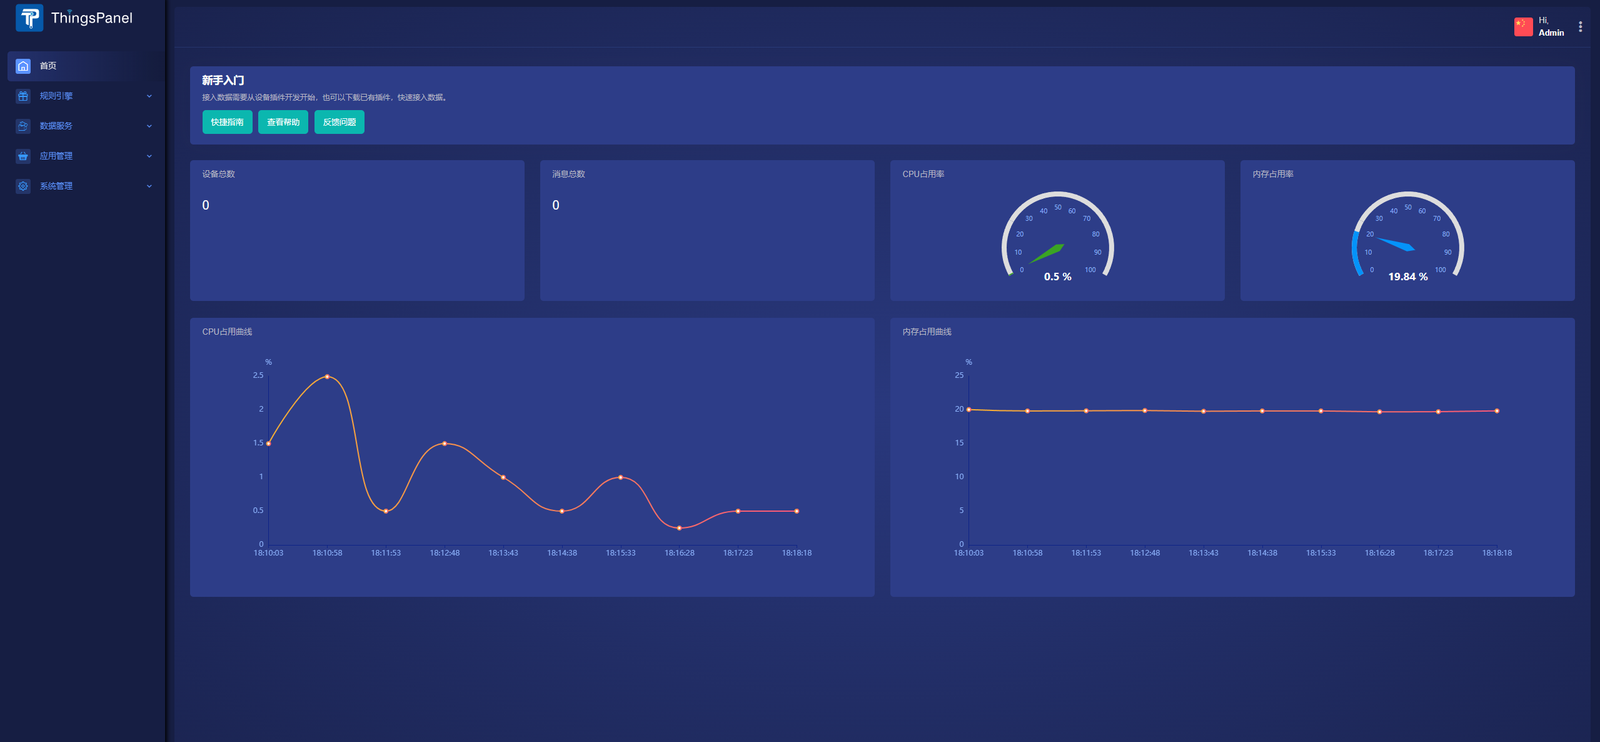 ThingsPanel
Hi,
Admin
首页
规则引擎
数据服务
应用管理
系统管理
新手入门
接入数据需要从设备插件开发开始，也可以下载已有插件，快速接入数据。
快捷指南 查看帮助 反馈问题
设备总数
0
消息总数
0
CPU占用率
0 10 20 30 40 50 60 70 80 90 100
0.5 %
内存占用率
0 10 20 30 40 50 60 70 80 90 100
19.84 %
CPU占用曲线
%
2.5
2
1.5
1
0.5
0
18:10:03 18:10:58 18:11:53 18:12:48 18:13:43 18:14:38 18:15:33 18:16:28 18:17:23 18:18:18
内存占用曲线
%
25
20
15
10
5
0
18:10:03 18:10:58 18:11:53 18:12:48 18:13:43 18:14:38 18:15:33 18:16:28 18:17:23 18:18:18